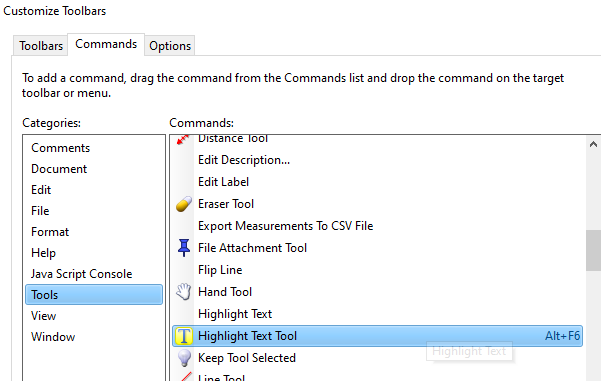 Customize Toolbars
Toolbars
Commands
Options
To add a command, drag the command from the Commands list and drop the command on the target
toolbar or menu.
Categories:
Comments
Document
Edit
File
Format
Help
Java Script Console
Tools
View
Window
Commands:
Distance Tool
Edit Description...
Edit Label
Eraser Tool
Export Measurements To CSV File
File Attachment Tool
Flip Line
Hand Tool
Highlight Text
T Highlight Text Tool Alt+F6
Highlight Text
Keep Tool Selected
Line Tool